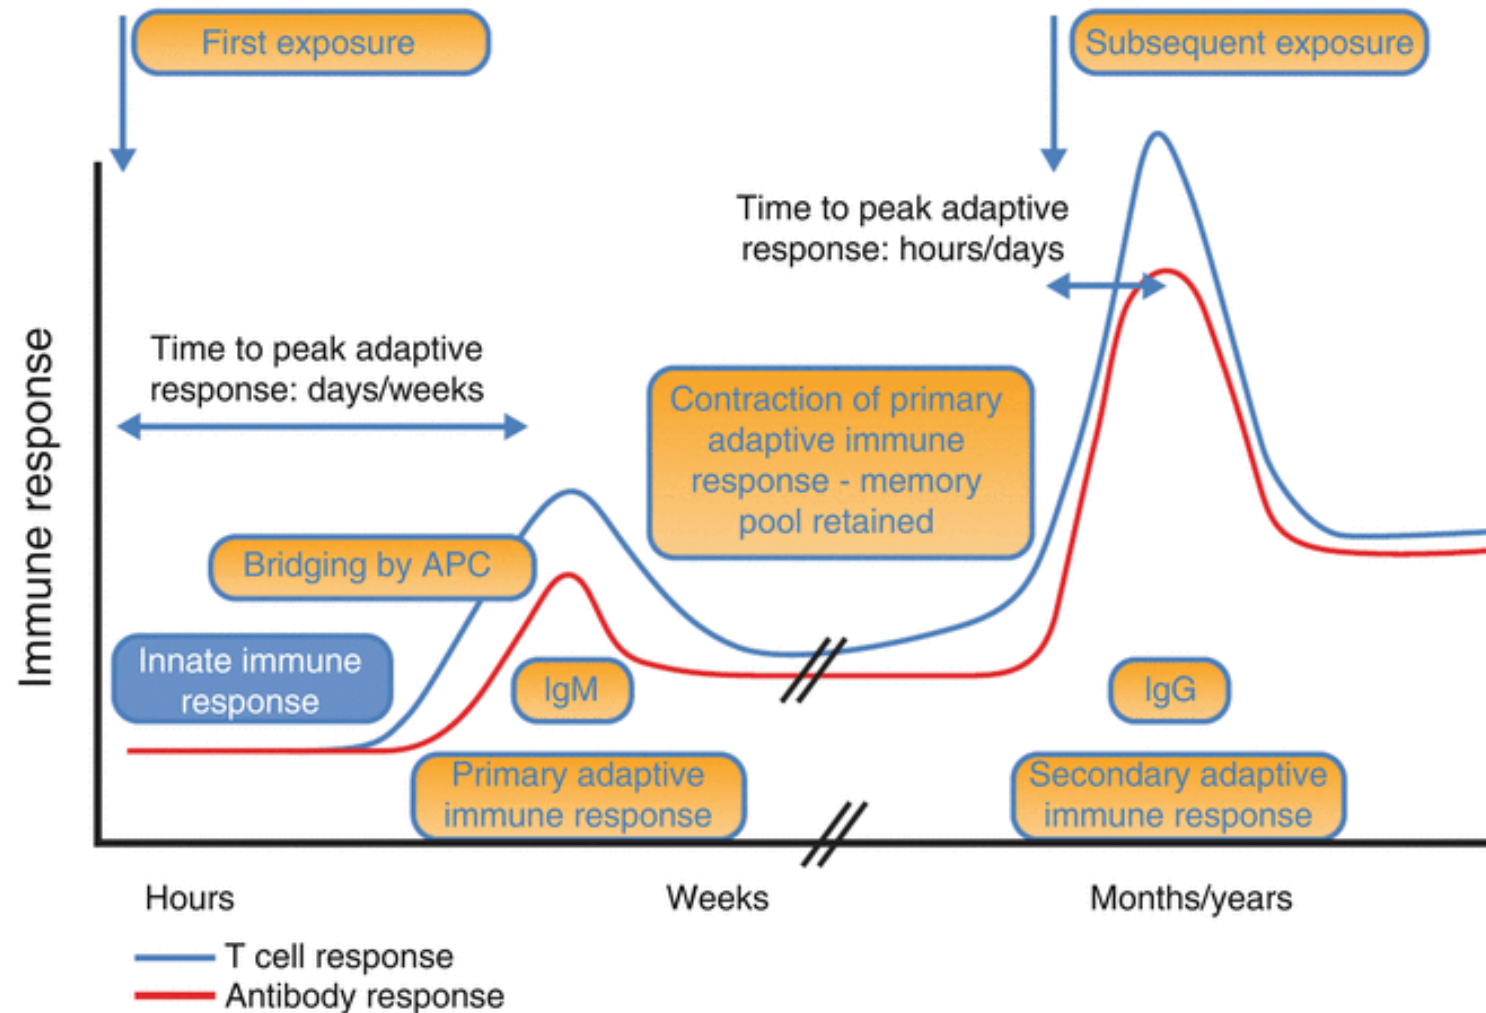 First exposure
Subsequent exposure
Time to peak adaptive
response: hours/days
Time to peak adaptive
response: days/weeks
Contraction of primary
adaptive immune
response - memory
pool retained
Bridging by APC
Innate immune
response
IgM
IgG
Primary adaptive
immune response
Secondary adaptive
immune response
Immune response
Hours
Weeks
Months/years
T cell response
Antibody response